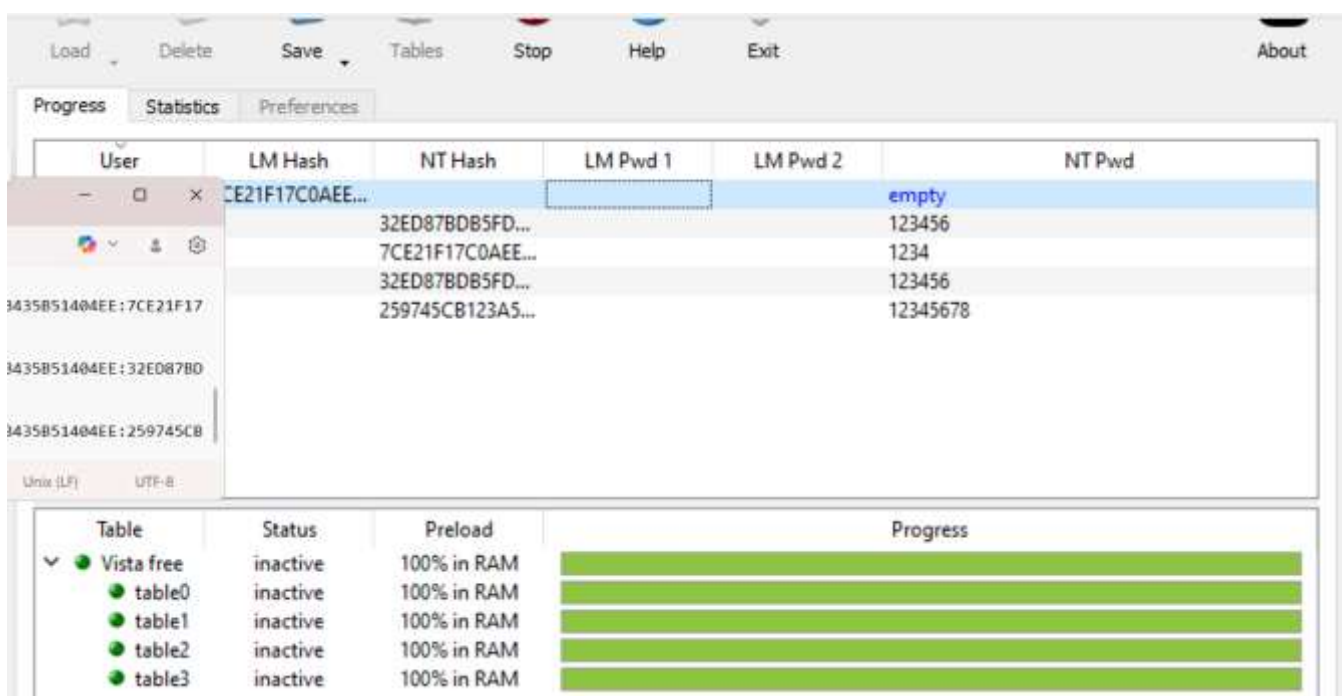 Load Delete Save Tables Stop Help Exit About
Progress Statistics Preferences
User LM Hash NT Hash LM Pwd 1 LM Pwd 2 NT Pwd
CE21F17C0AEE... empty
32ED87BDB5FD... 123456
7CE21F17C0AEE... 1234
32ED87BDB5FD... 123456
259745CB123A5... 12345678
3435B51404EE:7CE21F17
3435B51404EE:32ED87BD
3435B51404EE:259745CB
Unix (LF) UTF-8
Table Status Preload Progress
Vista free inactive 100% in RAM
table0 inactive 100% in RAM
table1 inactive 100% in RAM
table2 inactive 100% in RAM
table3 inactive 100% in RAM